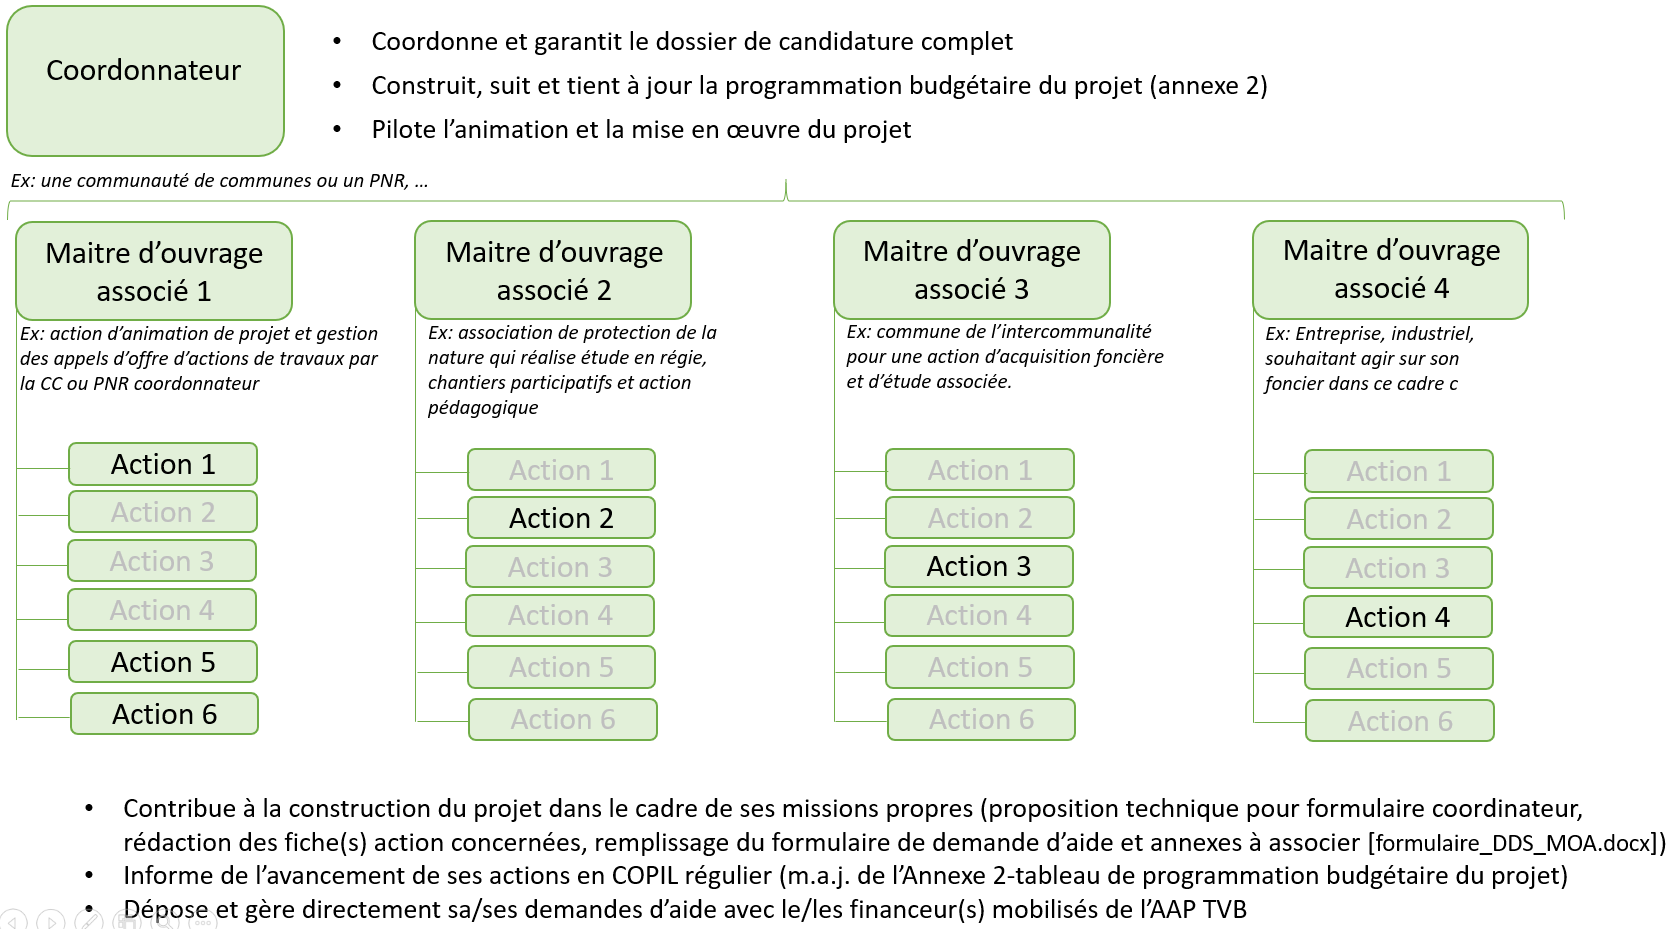 Coordonnateur
• Coordonne et garantit le dossier de candidature complet
• Construit, suit et tient à jour la programmation budgétaire du projet (annexe 2)
• Pilote l’animation et la mise en œuvre du projet
Ex: une communauté de communes ou un PNR, ...
Maitre d’ouvrage
associé 1
Ex: action d’animation de projet et gestion
des appels d’offre d’actions de travaux par
la CC ou PNR coordonnateur
Action 1
Action 2
Action 3
Action 4
Action 5
Action 6
Maitre d’ouvrage
associé 2
Ex: association de protection de la
nature qui réalise étude en régie,
chantiers participatifs et action
pédagogique
Action 1
Action 2
Action 3
Action 4
Action 5
Action 6
Maitre d’ouvrage
associé 3
Ex: commune de l’intercommunalité
pour une action d’acquisition foncière
et d’étude associée.
Action 1
Action 2
Action 3
Action 4
Action 5
Action 6
Maitre d’ouvrage
associé 4
Ex: Entreprise, industriel,
souhaitant agir sur son
foncier dans ce cadre c
Action 1
Action 2
Action 3
Action 4
Action 5
Action 6
• Contribue à la construction du projet dans le cadre de ses missions propres (proposition technique pour formulaire coordinateur,
rédaction des fiche(s) action concernées, remplissage du formulaire de demande d’aide et annexes à associer [formulaire_DDS_MOA.docx])
• Informe de l’avancement de ses actions en COPIL régulier (m.a.j. de l’Annexe 2-tableau de programmation budgétaire du projet)
• Dépose et gère directement sa/ses demandes d’aide avec le/les financeur(s) mobilisés de l’AAP TVB